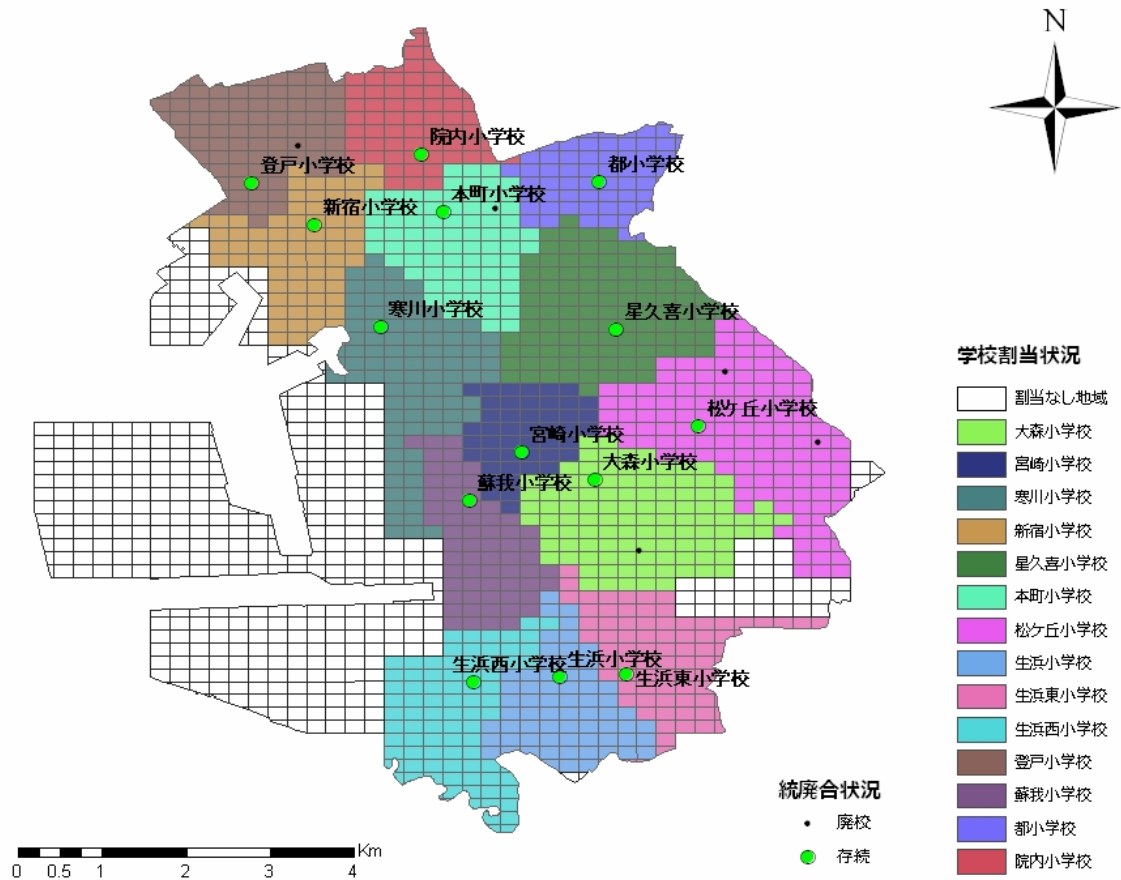 N
院内小学校
都小学校
登戸小学校
本町小学校
新宿小学校
寒川小学校
星久喜小学校
松ケ丘小学校
宮崎小学校
大森小学校
蘇我小学校
生浜西小学校
生浜小学校
生浜東小学校
学校割当状況
割当なし地域
大森小学校
宮崎小学校
寒川小学校
新宿小学校
星久喜小学校
本町小学校
松ケ丘小学校
生浜小学校
生浜東小学校
生浜西小学校
登戸小学校
蘇我小学校
都小学校
院内小学校
統廃合状況
廃校
存続
Km
0 0.5 1 2 3 4